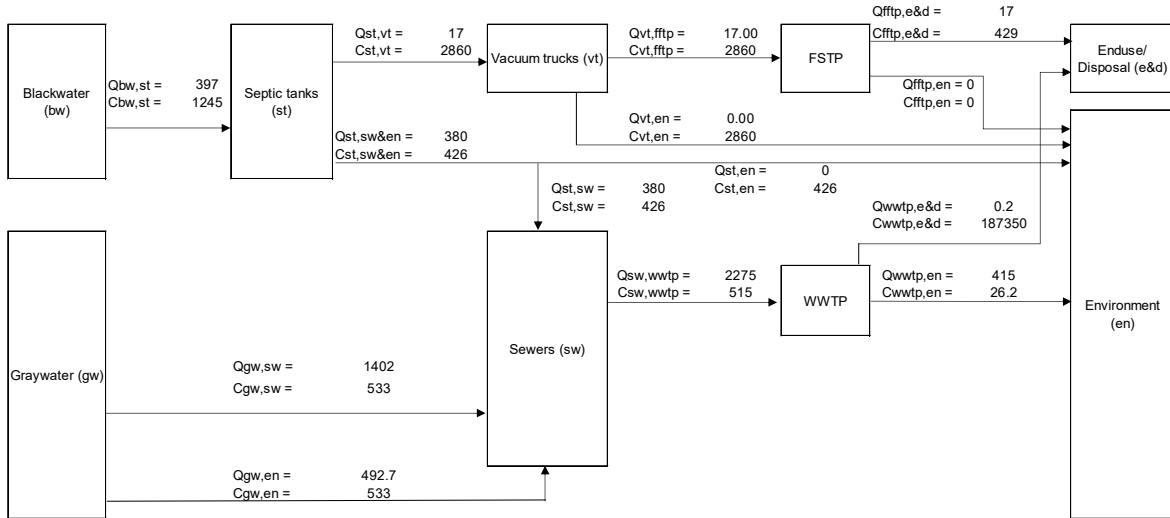 Blackwater
(bw)
Qbw,st = 397
Cbw,st = 1245
Septic tanks
(st)
Qst,vt = 17
Cst,vt = 2860
Vacuum trucks (vt)
Qvt,fftp = 17.00
Cvt,fftp = 2860
FSTP
Qfftp,e&d = 17
Cfftp,e&d = 429
Enduse/
Disposal (e&d)
Qfftp,en = 0
Cfftp,en = 0
Qvt,en = 0.00
Cvt,en = 2860
Qst,sw&en = 380
Cst,sw&en = 426
Qst,en = 0
Cst,en = 426
Qst,sw = 380
Cst,sw = 426
Qwwtp,e&d = 0.2
Cwwtp,e&d = 187350
Graywater (gw)
Qgw,sw = 1402
Cgw,sw = 533
Sewers (sw)
Qsw,wwtp = 2275
Csw,wwtp = 515
WWTP
Qwwtp,en = 415
Cwwtp,en = 26.2
Environment
(en)
Qgw,en = 492.7
Cgw,en = 533